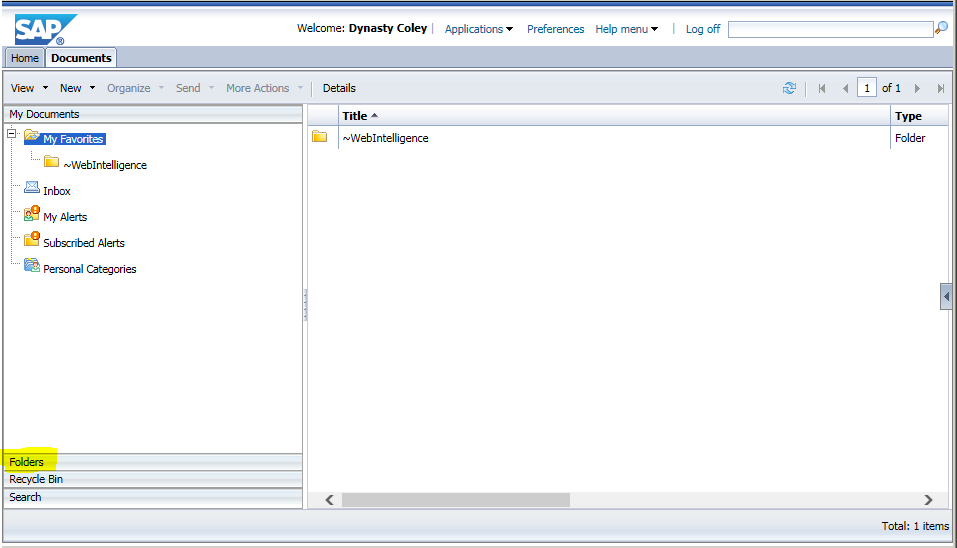 SAP ®
Welcome: Dynasty Coley | Applications Preferences Help menu | Log off
Home Documents
View New Organize Send More Actions Details 1 of 1
My Documents
Title Type
My Favorites
~WebIntelligence Folder
~WebIntelligence
Inbox
My Alerts
Subscribed Alerts
Personal Categories
Folders
Recycle Bin
Search
Total: 1 items